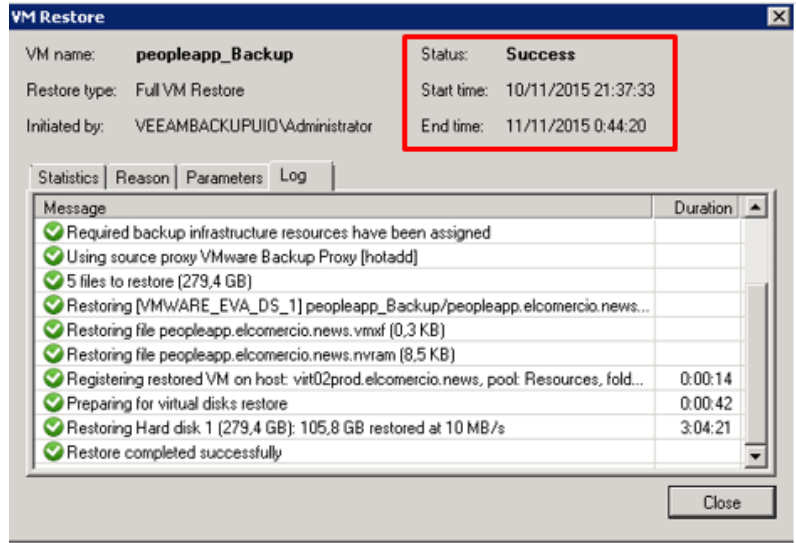 VM Restore
VM name: peopleapp_Backup Status: Success
Restore type: Full VM Restore Start time: 10/11/2015 21:37:33
Initiated by: VEEAMBACKUPUIO\Administrator End time: 11/11/2015 0:44:20
Statistics Reason Parameters Log
Message Duration
Required backup infrastructure resources have been assigned
Using source proxy VMware Backup Proxy [hotadd]
5 files to restore (279,4 GB)
Restoring [VMWARE_EVA_DS_1] peopleapp_Backup/peopleapp.elcomercio.news...
Restoring file peopleapp.elcomercio.news.vmxf (0,3 KB)
Restoring file peopleapp.elcomercio.news.nvram (8,5 KB)
Registering restored VM on host: virt02prod.elcomercio.news, pool: Resources, fold... 0:00:14
Preparing for virtual disks restore 0:00:42
Restoring Hard disk 1 (279,4 GB): 105,8 GB restored at 10 MB/s 3:04:21
Restore completed successfully
Close